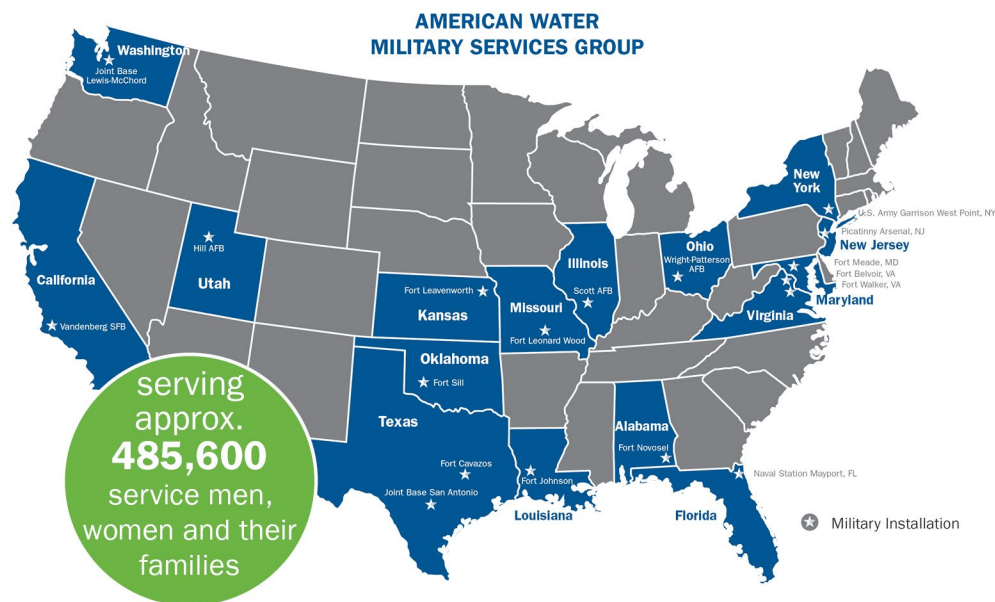 AMERICAN WATER
MILITARY SERVICES GROUP
Washington
Joint Base
Lewis-McChord
New
York
U.S. Army Garrison West Point, NY
Picatinny Arsenal, NJ
New Jersey
Ohio
Wright-Patterson
AFB
Fort Meade, MD
Fort Belvoir, VA
Fort Walker, VA
Maryland
Virginia
Hill AFB
Utah
California
Vandenberg SFB
Illinois
Scott AFB
Fort Leavenworth
Kansas
Missouri
Fort Leonard Wood
Oklahoma
Fort Sill
Texas
Fort Cavazos
Joint Base San Antonio
Fort Johnson
Louisiana
Alabama
Fort Novosel
Naval Station Mayport, FL
Florida
serving
approx.
485,600
service men,
women and their
families
Military Installation